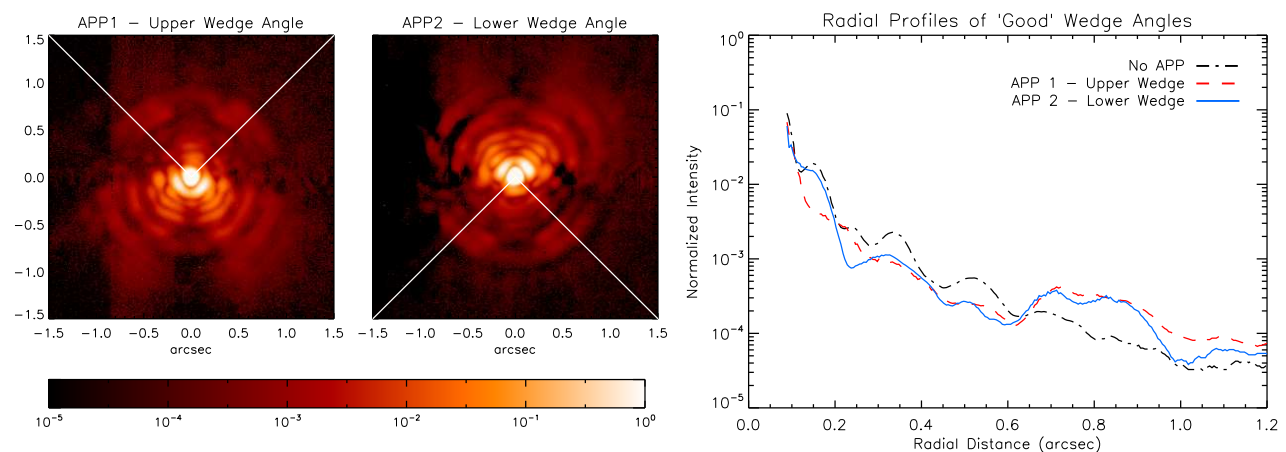 APP1 – Upper Wedge Angle
1.5
1.0
0.5
0.0
−0.5
−1.0
−1.5
−1.5 −1.0 −0.5 0.0 0.5 1.0 1.5
arcsec
APP2 – Lower Wedge Angle
−1.5 −1.0 −0.5 0.0 0.5 1.0 1.5
arcsec
10⁻⁵ 10⁻⁴ 10⁻³ 10⁻² 10⁻¹ 10⁰
Radial Profiles of 'Good' Wedge Angles
No APP
APP 1 – Upper Wedge
APP 2 – Lower Wedge
Normalized Intensity
10⁰
10⁻¹
10⁻²
10⁻³
10⁻⁴
10⁻⁵
0.0 0.2 0.4 0.6 0.8 1.0 1.2
Radial Distance (arcsec)